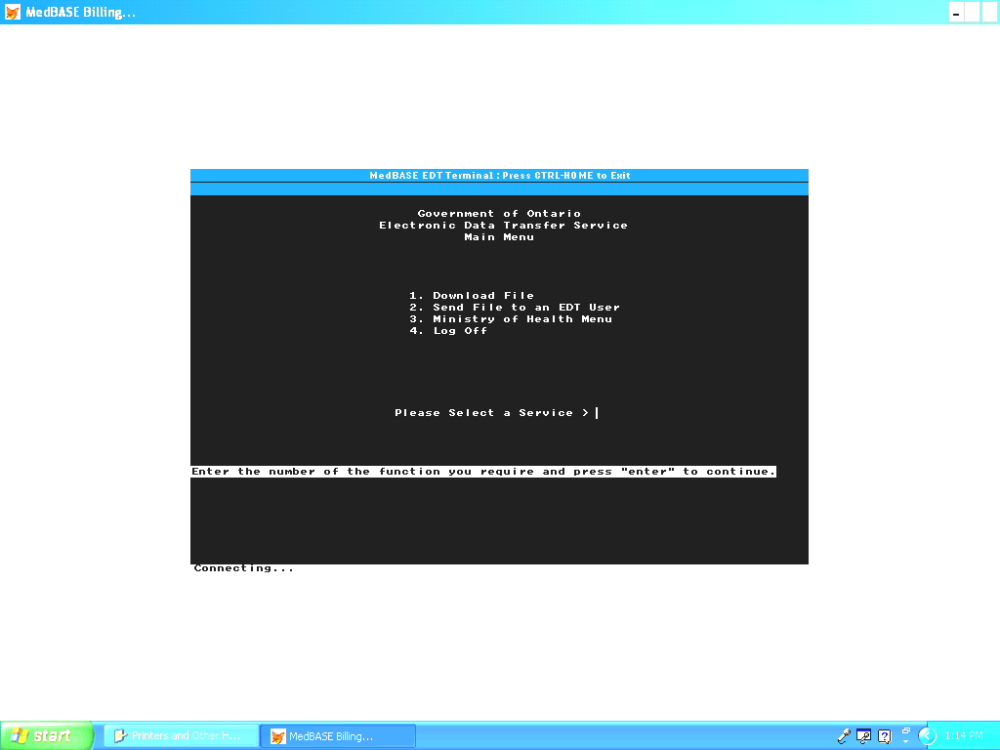 MedBASE Billing...
MedBASE EDT Terminal : Press CTRL-HOME to Exit
Government of Ontario
Electronic Data Transfer Service
Main Menu
1. Download File
2. Send File to an EDT User
3. Ministry of Health Menu
4. Log Off
Please Select a Service >
Enter the number of the function you require and press "enter" to continue.
Connecting...
start
Printers and Other H...
MedBASE Billing...
1:14 PM